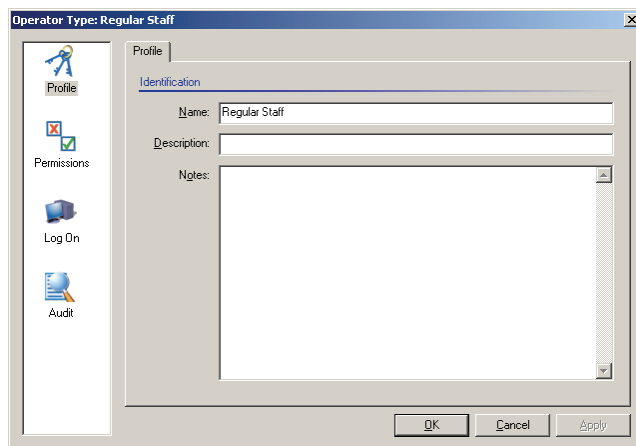 Operator Type: Regular Staff
Profile
Permissions
Log On
Audit
Profile
Identification
Name: Regular Staff
Description:
Notes:
OK Cancel Apply